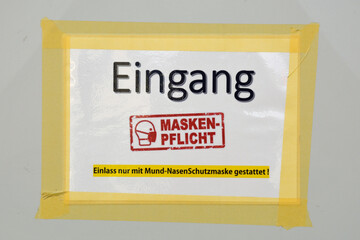 Eingang
MASKEN-
PFLICHT
Einlass nur mit Mund-NasenSchutzmaske gestattet !